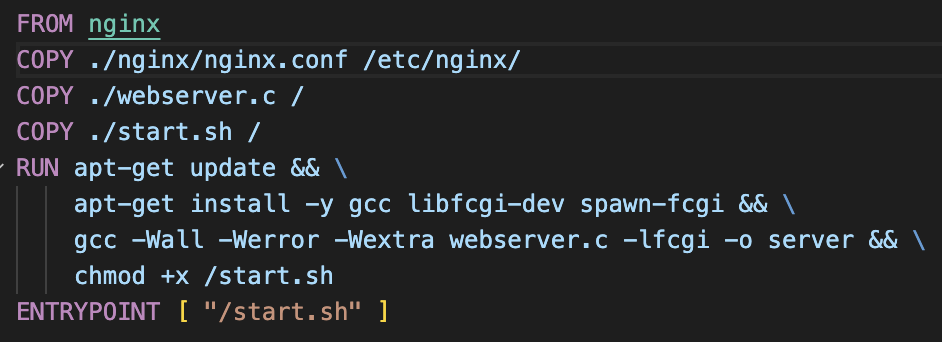 FROM nginx
COPY ./nginx/nginx.conf /etc/nginx/
COPY ./webserver.c /
COPY ./start.sh /
RUN apt-get update && \
    apt-get install -y gcc libfcgi-dev spawn-fcgi && \
    gcc -Wall -Werror -Wextra webserver.c -lfcgi -o server && \
    chmod +x /start.sh
ENTRYPOINT [ "/start.sh" ]